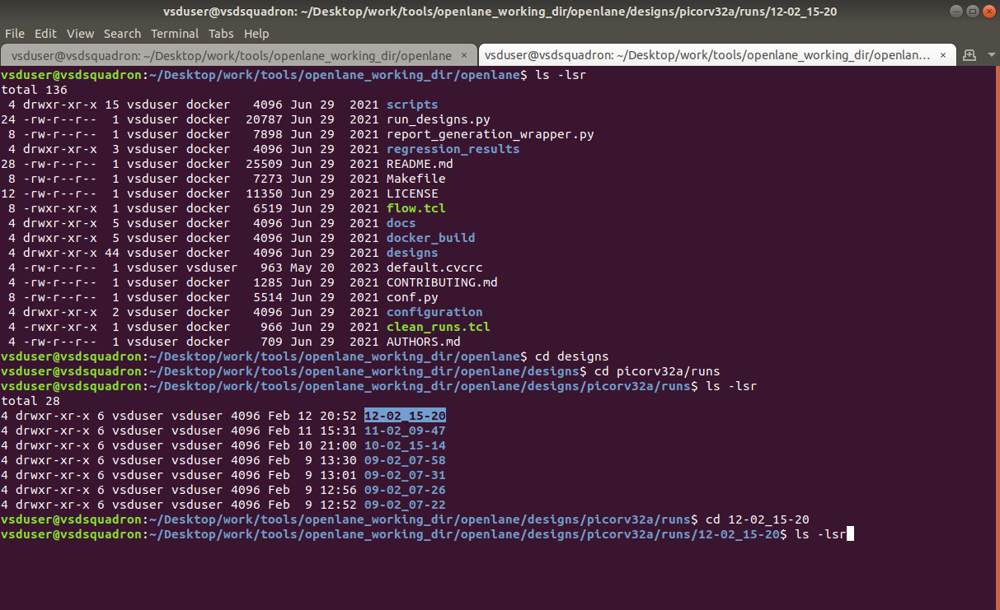 vsduser@vsdsquadron: ~/Desktop/work/tools/openlane_working_dir/openlane/designs/picorv32a/runs/12-02_15-20
File Edit View Search Terminal Tabs Help
vsduser@vsdsquadron: ~/Desktop/work/tools/openlane_working_dir/openlane × vsduser@vsdsquadron: ~/Desktop/work/tools/openlane_working_dir/openlan... ×
vsduser@vsdsquadron:~/Desktop/work/tools/openlane_working_dir/openlane$ ls -lsr
total 136
 4 drwxr-xr-x 15 vsduser docker   4096 Jun 29  2021 scripts
24 -rw-r--r--  1 vsduser docker  20787 Jun 29  2021 run_designs.py
 8 -rw-r--r--  1 vsduser docker   7898 Jun 29  2021 report_generation_wrapper.py
 4 drwxr-xr-x  3 vsduser docker   4096 Jun 29  2021 regression_results
28 -rw-r--r--  1 vsduser docker  25509 Jun 29  2021 README.md
 8 -rw-r--r--  1 vsduser docker   7273 Jun 29  2021 Makefile
12 -rw-r--r--  1 vsduser docker  11350 Jun 29  2021 LICENSE
 8 -rwxr-xr-x  1 vsduser docker   6519 Jun 29  2021 flow.tcl
 4 drwxr-xr-x  5 vsduser docker   4096 Jun 29  2021 docs
 4 drwxr-xr-x  5 vsduser docker   4096 Jun 29  2021 docker_build
 4 drwxr-xr-x 44 vsduser docker   4096 Jun 29  2021 designs
 4 -rw-r--r--  1 vsduser vsduser   963 May 20  2023 default.cvcrc
 4 -rw-r--r--  1 vsduser docker   1285 Jun 29  2021 CONTRIBUTING.md
 8 -rw-r--r--  1 vsduser docker   5514 Jun 29  2021 conf.py
 4 drwxr-xr-x  2 vsduser docker   4096 Jun 29  2021 configuration
 4 -rwxr-xr-x  1 vsduser docker    966 Jun 29  2021 clean_runs.tcl
 4 -rw-r--r--  1 vsduser docker    709 Jun 29  2021 AUTHORS.md
vsduser@vsdsquadron:~/Desktop/work/tools/openlane_working_dir/openlane$ cd designs
vsduser@vsdsquadron:~/Desktop/work/tools/openlane_working_dir/openlane/designs$ cd picorv32a/runs
vsduser@vsdsquadron:~/Desktop/work/tools/openlane_working_dir/openlane/designs/picorv32a/runs$ ls -lsr
total 28
4 drwxr-xr-x 6 vsduser vsduser 4096 Feb 12 20:52 12-02_15-20
4 drwxr-xr-x 6 vsduser vsduser 4096 Feb 11 15:31 11-02_09-47
4 drwxr-xr-x 6 vsduser vsduser 4096 Feb 10 21:00 10-02_15-14
4 drwxr-xr-x 6 vsduser vsduser 4096 Feb  9 13:30 09-02_07-58
4 drwxr-xr-x 6 vsduser vsduser 4096 Feb  9 13:01 09-02_07-31
4 drwxr-xr-x 6 vsduser vsduser 4096 Feb  9 12:56 09-02_07-26
4 drwxr-xr-x 6 vsduser vsduser 4096 Feb  9 12:52 09-02_07-22
vsduser@vsdsquadron:~/Desktop/work/tools/openlane_working_dir/openlane/designs/picorv32a/runs$ cd 12-02_15-20
vsduser@vsdsquadron:~/Desktop/work/tools/openlane_working_dir/openlane/designs/picorv32a/runs/12-02_15-20$ ls -lsr